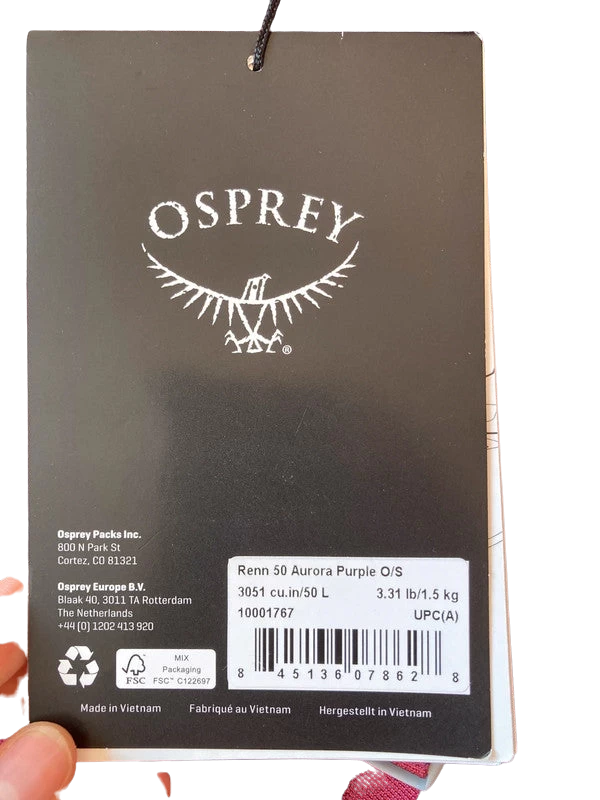 OSPREY
®
Osprey Packs Inc.
800 N Park St
Cortez, CO 81321
Osprey Europe B.V.
Blaak 40, 3011 TA Rotterdam
The Netherlands
+44 (0) 1202 413 920
Renn 50 Aurora Purple O/S
3051 cu.in/50 L 3.31 lb/1.5 kg
10001767 UPC(A)
8 45136 07862 8
FSC
MIX
Packaging
FSC™ C122697
Made in Vietnam Fabriqué au Vietnam Hergestellt in Vietnam